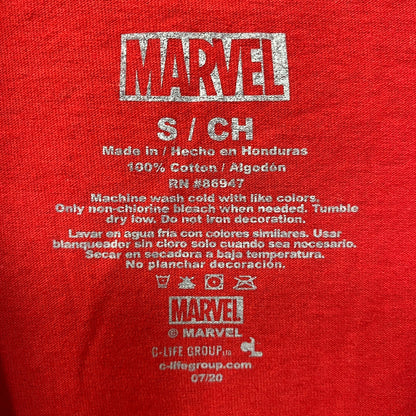 MARVEL
S / CH
Made in / Hecho en Honduras
100% Cotton / Algodón
RN #86947
Machine wash cold with like colors.
Only non-chlorine bleach when needed. Tumble
dry low. Do not iron decoration.
Lavar en agua fria con colores similares. Usar
blanqueador sin cloro solo cuando sea necesario.
Secar en secadora a baja temperatura.
No planchar decoración.
MARVEL
© MARVEL
C-LIFE GROUP LTD
c-lifegroup.com
07/20